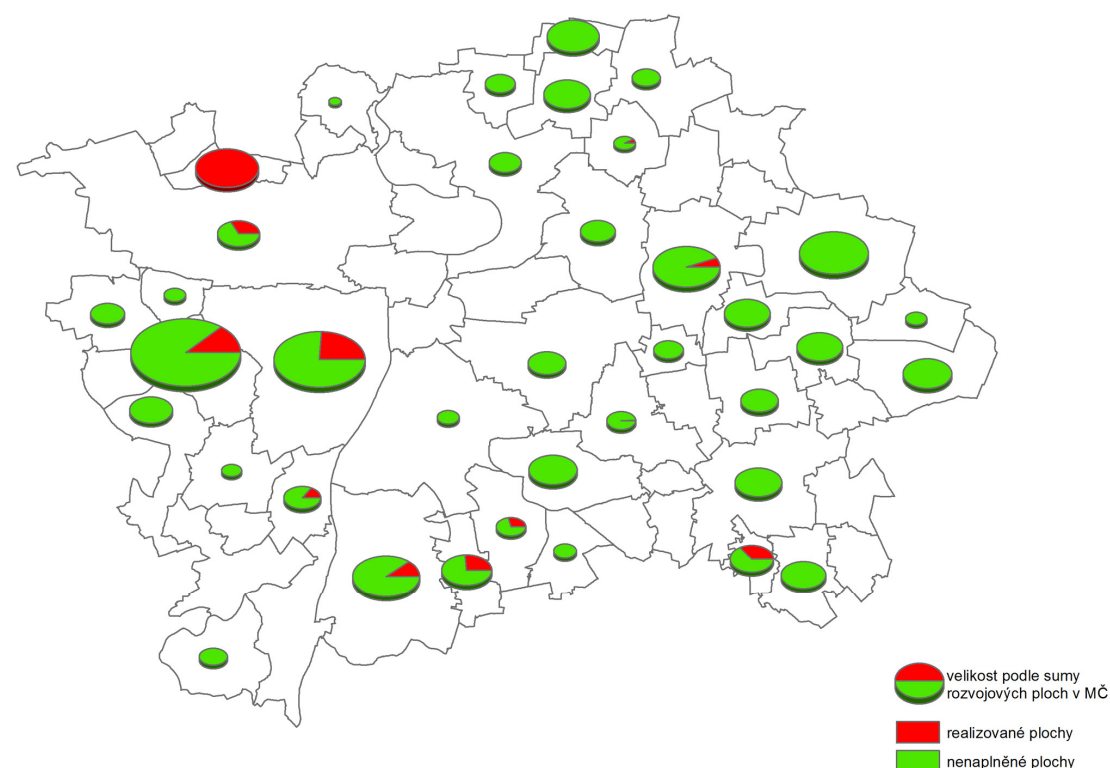 velikost podle sumy
rozvojových ploch v MČ
realizované plochy
nenaplněné plochy